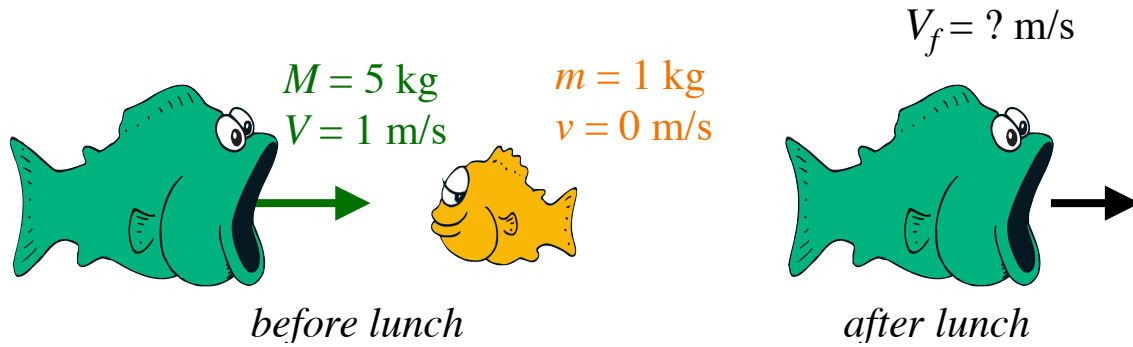 V_f = ? m/s
M = 5 kg
V = 1 m/s
m = 1 kg
v = 0 m/s
before lunch
after lunch